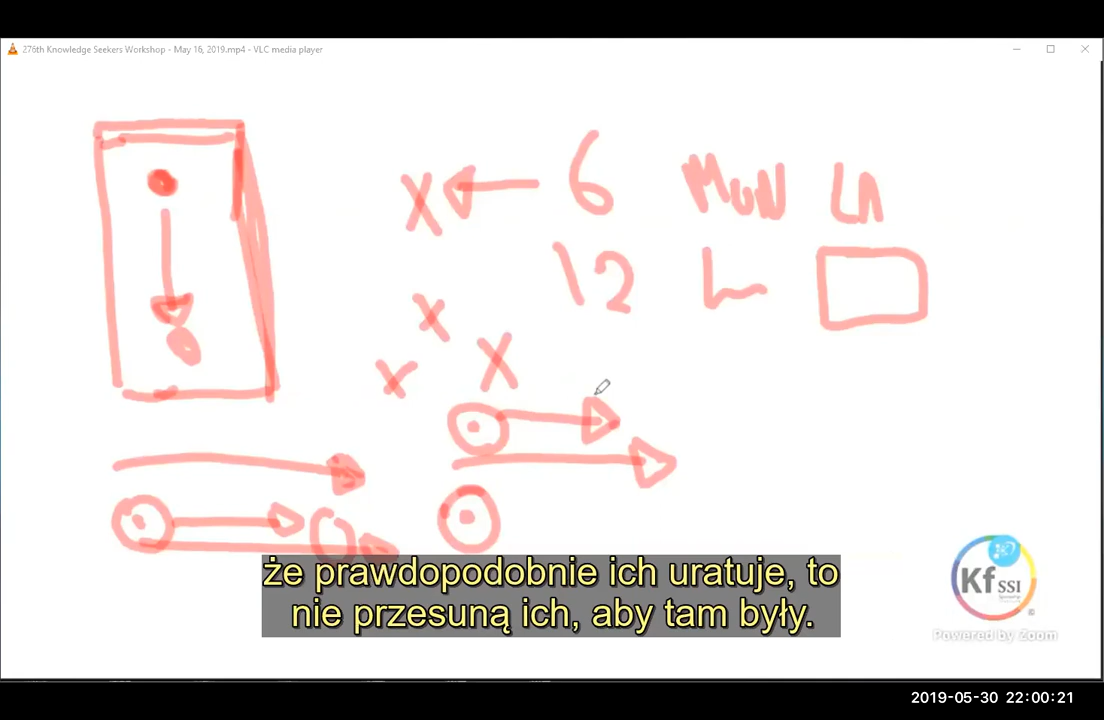 276th Knowledge Seekers Workshop - May 16, 2019.mp4 - VLC media player
X 6 MON
12
X
X X
że prawdopodobnie ich uratuje, to
nie przesuną ich, aby tam były.
Kf SSI
Powered by Zoom
2019-05-30 22:00:21